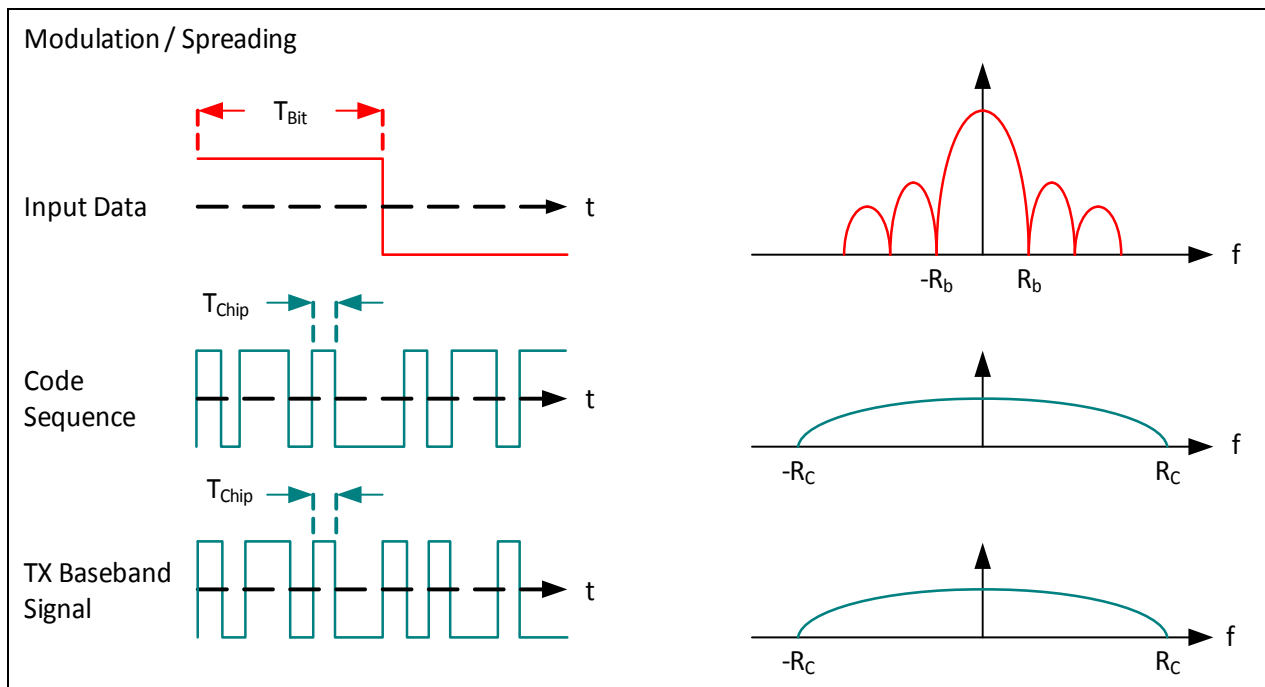 Modulation / Spreading
T_Bit
Input Data
t
-R_b
R_b
f
T_Chip
Code
Sequence
t
-R_C
R_C
f
T_Chip
TX Baseband
Signal
t
-R_C
R_C
f